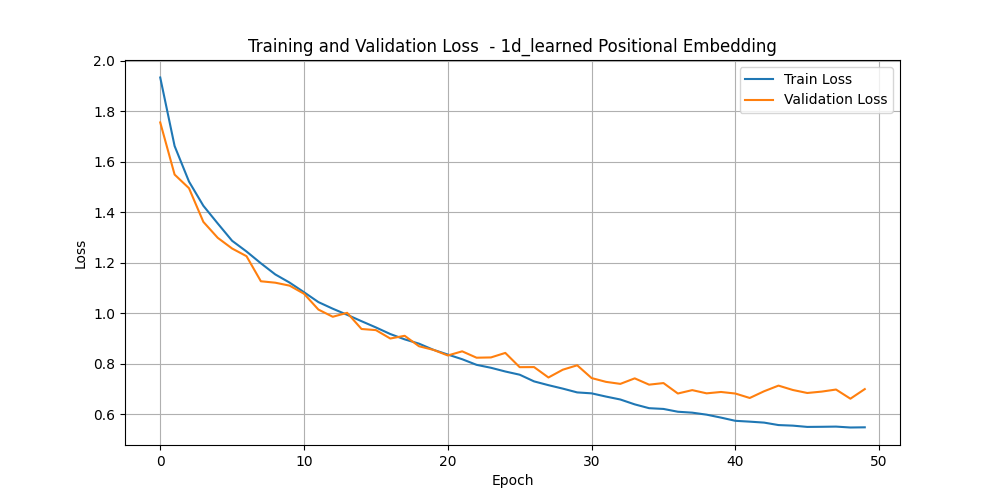 Training and Validation Loss  - 1d_learned Positional Embedding
Train Loss
Validation Loss
Loss
2.0
1.8
1.6
1.4
1.2
1.0
0.8
0.6
0 10 20 30 40 50
Epoch